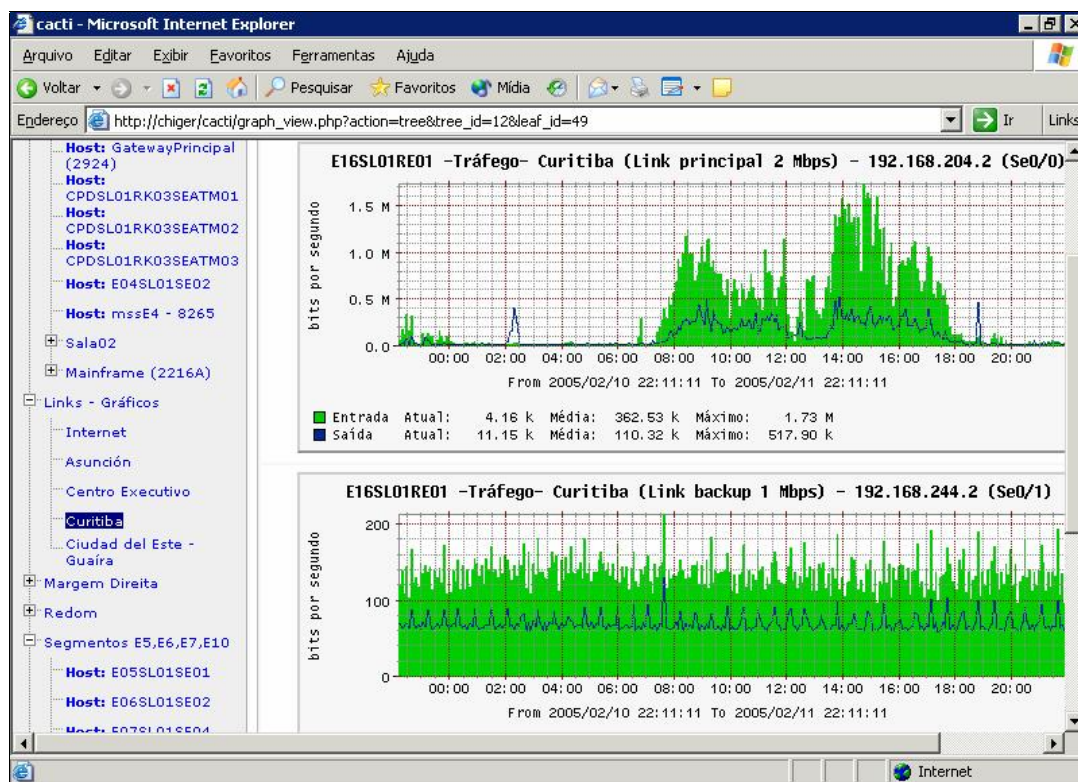 cacti - Microsoft Internet Explorer
Arquivo Editar Exibir Favoritos Ferramentas Ajuda
Voltar Pesquisar Favoritos Mídia
Endereço http://chiger/cacti/graph_view.php?action=tree&tree_id=12&leaf_id=49 Ir Links
Host: GatewayPrincipal
(2924)
Host:
CPDSL01RK03SEATM01
Host:
CPDSL01RK03SEATM02
Host:
CPDSL01RK03SEATM03
Host: E04SL01SE02
Host: mssE4 - 8265
Sala02
Mainframe (2216A)
Links - Gráficos
Internet
Asunción
Centro Executivo
Curitiba
Ciudad del Este -
Guaíra
Margem Direita
Redom
Segmentos E5,E6,E7,E10
Host: E05SL01SE01
Host: E06SL01SE02
Host: E07SL01SE04
E16SL01RE01 -Tráfego- Curitiba (Link principal 2 Mbps) - 192.168.204.2 (Se0/0)
bits por segundo
1.5 M
1.0 M
0.5 M
0.0
00:00 02:00 04:00 06:00 08:00 10:00 12:00 14:00 16:00 18:00 20:00
From 2005/02/10 22:11:11 To 2005/02/11 22:11:11
Entrada Atual: 4.16 k Média: 362.53 k Máximo: 1.73 M
Saída Atual: 11.15 k Média: 110.32 k Máximo: 517.90 k
E16SL01RE01 -Tráfego- Curitiba (Link backup 1 Mbps) - 192.168.244.2 (Se0/1)
bits por segundo
200
100
0
00:00 02:00 04:00 06:00 08:00 10:00 12:00 14:00 16:00 18:00 20:00
From 2005/02/10 22:11:11 To 2005/02/11 22:11:11
Internet